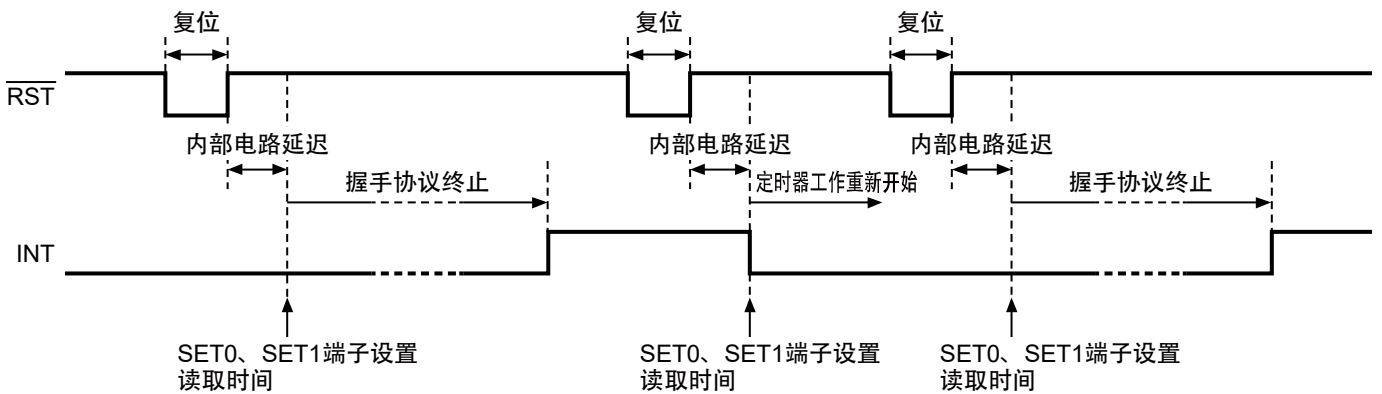 复位
复位
复位
RST
内部电路延迟
内部电路延迟
内部电路延迟
握手协议终止
定时器工作重新开始
握手协议终止
INT
SET0、SET1端子设置
读取时间
SET0、SET1端子设置
读取时间
SET0、SET1端子设置
读取时间